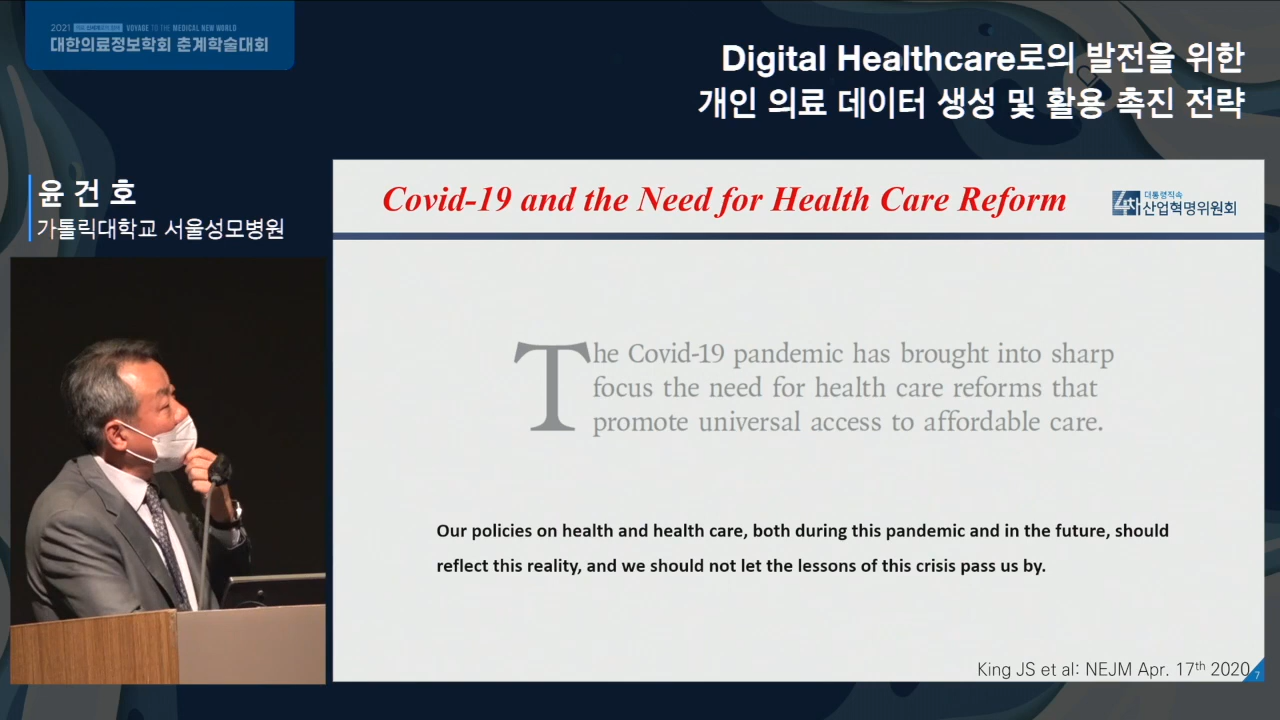 2021 VOYAGE TO THE MEDICAL NEW WORLD
대한의료정보학회 춘계학술대회
Digital Healthcare로의 발전을 위한
개인 의료 데이터 생성 및 활용 촉진 전략
윤 건 호
가톨릭대학교 서울성모병원
Covid-19 and the Need for Health Care Reform
대통령직속
4차산업혁명위원회
The Covid-19 pandemic has brought into sharp
focus the need for health care reforms that
promote universal access to affordable care.
Our policies on health and health care, both during this pandemic and in the future, should
reflect this reality, and we should not let the lessons of this crisis pass us by.
King JS et al: NEJM Apr. 17th 2020
7